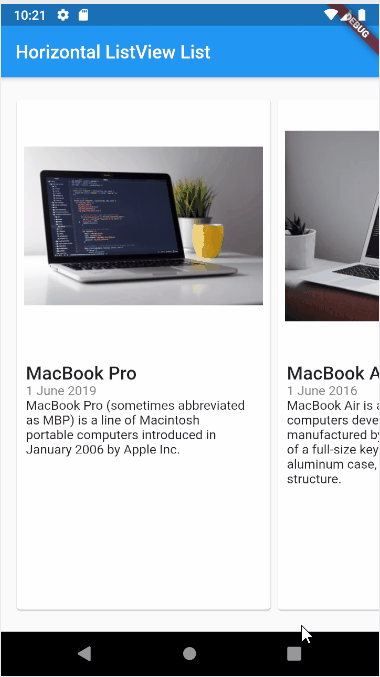 10:21
DEBUG
Horizontal ListView List
MacBook Pro
1 June 2019
MacBook Pro (sometimes abbreviated
as MBP) is a line of Macintosh
portable computers introduced in
January 2006 by Apple Inc.
MacBook A
1 June 2016
MacBook Air is a
computers deve
manufactured by
of a full-size key
aluminum case,
structure.